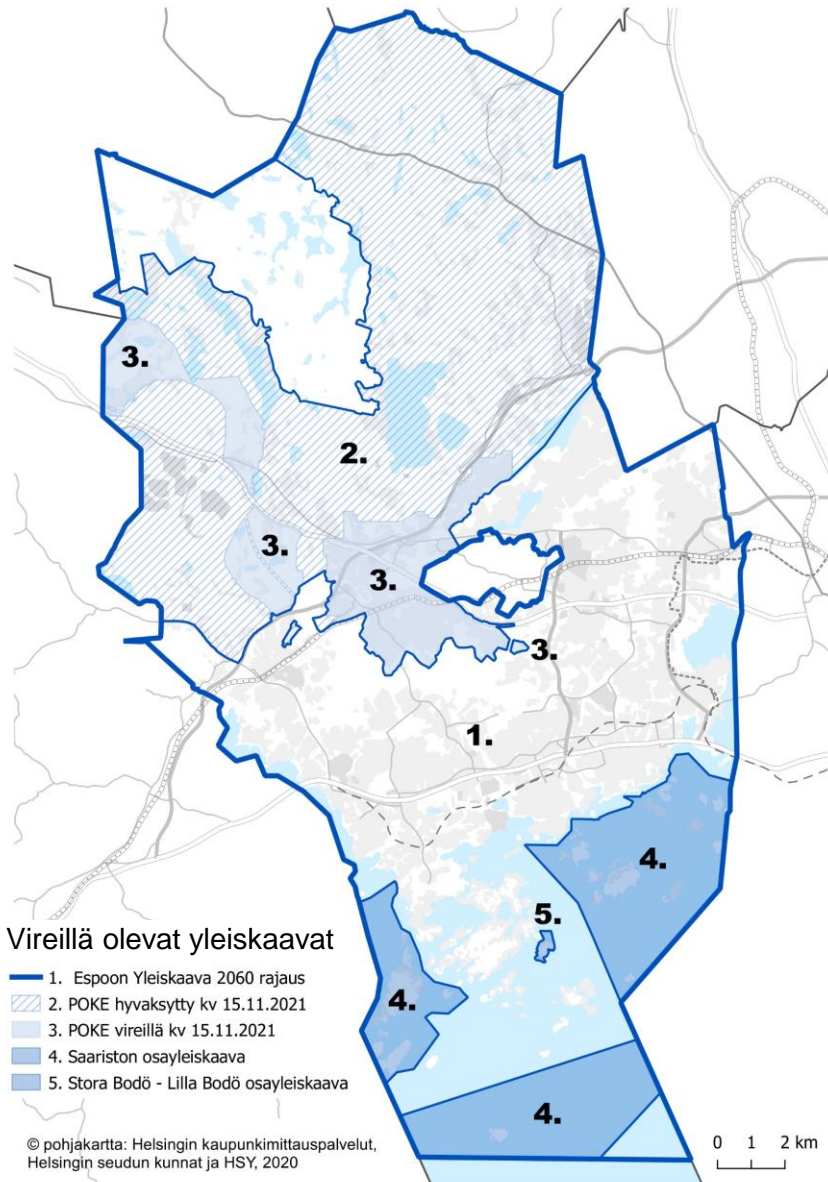 3.
2.
3.
3.
3.
1.
4.
5.
4.
4.
Vireillä olevat yleiskaavat
1. Espoon Yleiskaava 2060 rajaus
2. POKE hyvaksytty kv 15.11.2021
3. POKE vireillä kv 15.11.2021
4. Saariston osayleiskaava
5. Stora Bodö - Lilla Bodö osayleiskaava
© pohjakartta: Helsingin kaupunkimittauspalvelut,
Helsingin seudun kunnat ja HSY, 2020
0 1 2 km